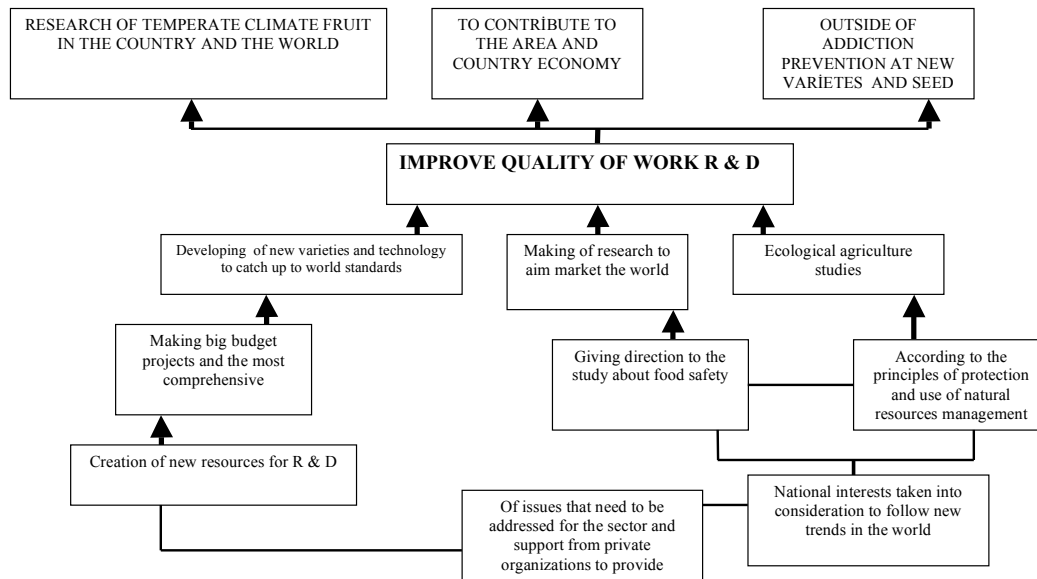 RESEARCH OF TEMPERATE CLIMATE FRUIT
IN THE COUNTRY AND THE WORLD
TO CONTRİBUTE TO
THE AREA AND
COUNTRY ECONOMY
OUTSIDE OF
ADDICTION
PREVENTION AT NEW
VARİETES AND SEED
IMPROVE QUALITY OF WORK R & D
Developing of new varieties and technology
to catch up to world standards
Making of research to
aim market the world
Ecological agriculture
studies
Making big budget
projects and the most
comprehensive
Giving direction to the
study about food safety
According to the
principles of protection
and use of natural
resources management
Creation of new resources for R & D
Of issues that need to be
addressed for the sector and
support from private
organizations to provide
National interests taken into
consideration to follow new
trends in the world